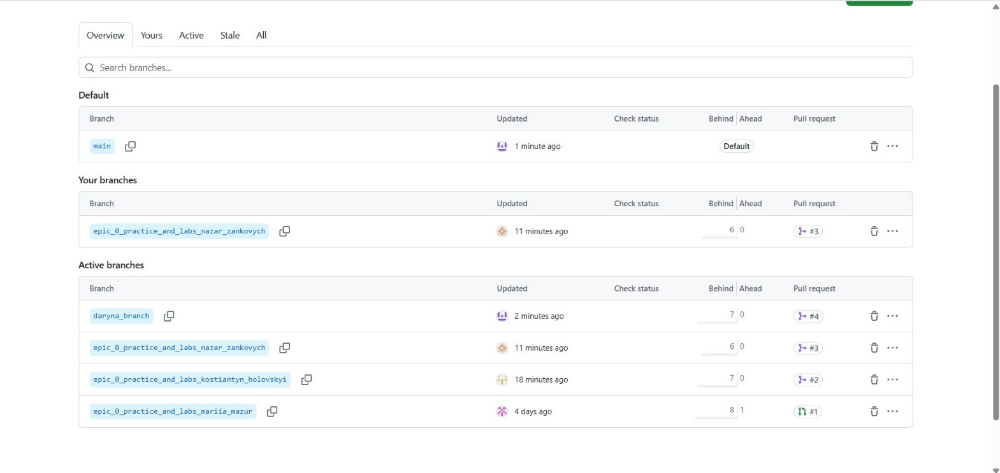 Overview Yours Active Stale All
Search branches...
Default
Branch Updated Check status Behind Ahead Pull request
main 1 minute ago Default
Your branches
Branch Updated Check status Behind Ahead Pull request
epic_0_practice_and_labs_nazar_zankovych 11 minutes ago 6 0 #3
Active branches
Branch Updated Check status Behind Ahead Pull request
daryna_branch 2 minutes ago 7 0 #4
epic_0_practice_and_labs_nazar_zankovych 11 minutes ago 6 0 #3
epic_0_practice_and_labs_kostiantyn_holovskyi 18 minutes ago 7 0 #2
epic_0_practice_and_labs_mariia_mazur 4 days ago 8 1 #1